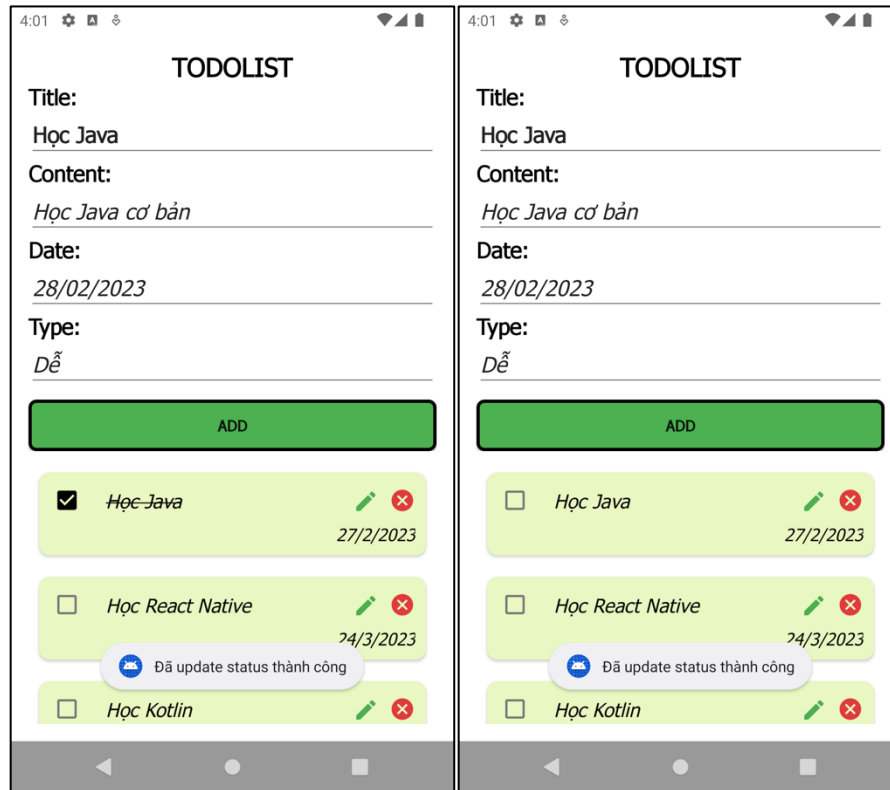 4:01
TODOLIST
Title:
Học Java
Content:
Học Java cơ bản
Date:
28/02/2023
Type:
Dễ
ADD
Học Java
27/2/2023
Học React Native
24/3/2023
Đã update status thành công
Học Kotlin
4:01
TODOLIST
Title:
Học Java
Content:
Học Java cơ bản
Date:
28/02/2023
Type:
Dễ
ADD
Học Java
27/2/2023
Học React Native
24/3/2023
Đã update status thành công
Học Kotlin